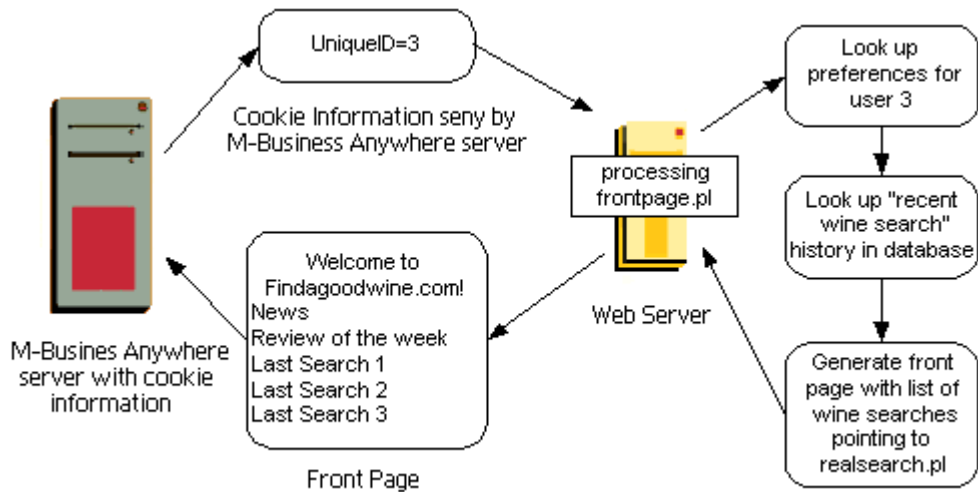 UniqueID=3
Cookie Information seny by
M-Business Anywhere server
processing
frontpage.pl
Web Server
Look up
preferences for
user 3
Look up "recent
wine search"
history in database
Generate front
page with list of
wine searches
pointing to
realsearch.pl
Welcome to
Findagoodwine.com!
News
Review of the week
Last Search 1
Last Search 2
Last Search 3
Front Page
M-Busines Anywhere
server with cookie
information